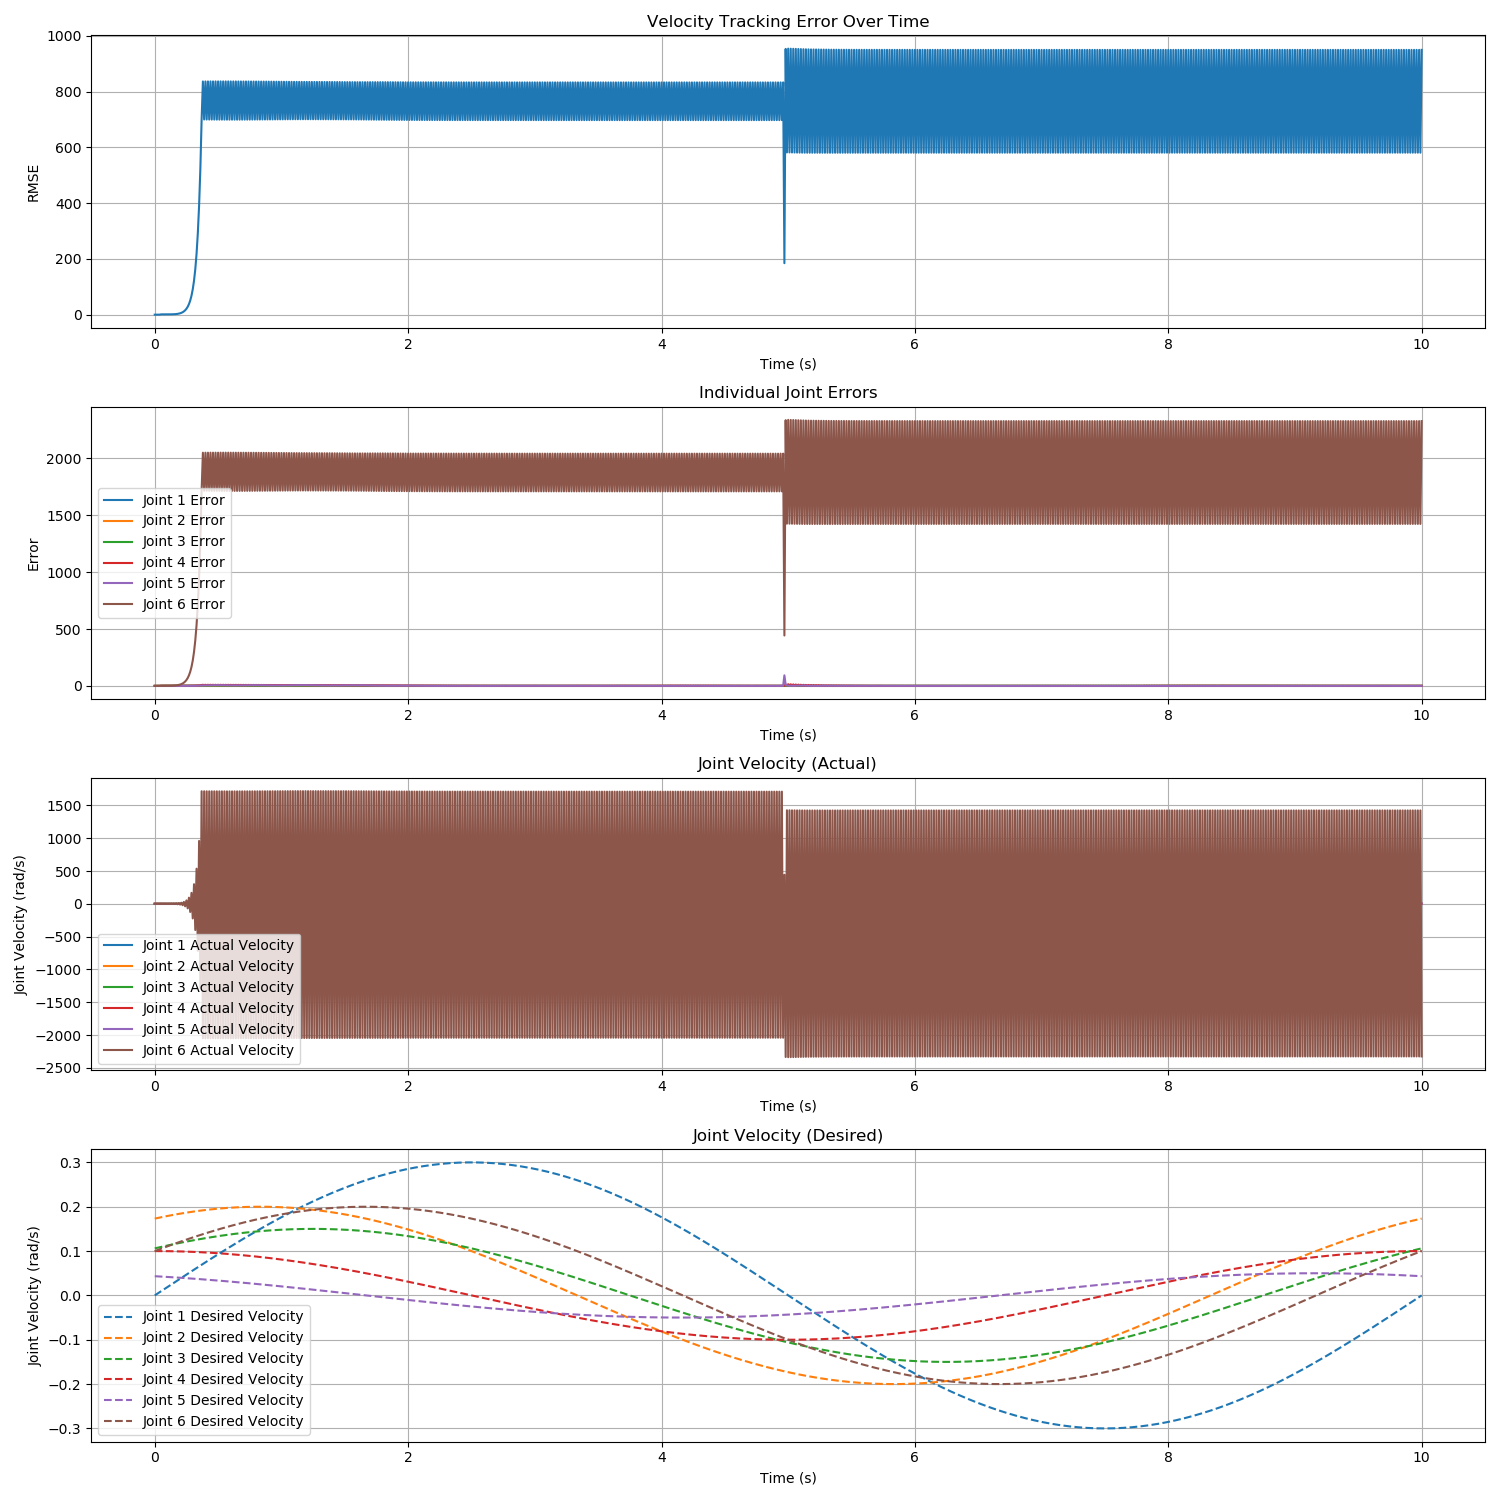 Velocity Tracking Error Over Time
1000
800
600
400
200
0
RMSE
0 2 4 6 8 10
Time (s)
Individual Joint Errors
2000
1500
1000
500
0
Error
Joint 1 Error
Joint 2 Error
Joint 3 Error
Joint 4 Error
Joint 5 Error
Joint 6 Error
0 2 4 6 8 10
Time (s)
Joint Velocity (Actual)
1500
1000
500
0
−500
−1000
−1500
−2000
−2500
Joint Velocity (rad/s)
Joint 1 Actual Velocity
Joint 2 Actual Velocity
Joint 3 Actual Velocity
Joint 4 Actual Velocity
Joint 5 Actual Velocity
Joint 6 Actual Velocity
0 2 4 6 8 10
Time (s)
Joint Velocity (Desired)
0.3
0.2
0.1
0.0
−0.1
−0.2
−0.3
Joint Velocity (rad/s)
Joint 1 Desired Velocity
Joint 2 Desired Velocity
Joint 3 Desired Velocity
Joint 4 Desired Velocity
Joint 5 Desired Velocity
Joint 6 Desired Velocity
0 2 4 6 8 10
Time (s)